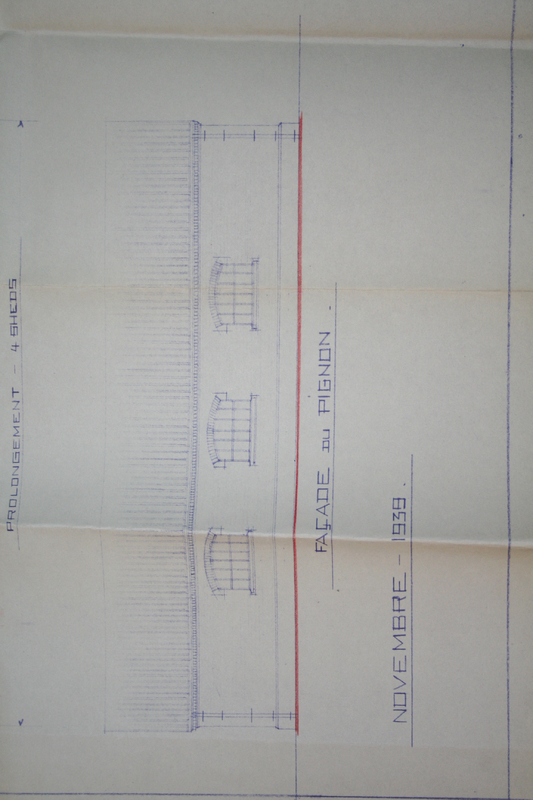 PROLONGEMENT - 4 SHEDS
FAÇADE DU PIGNON -
NOVEMBRE - 1939.